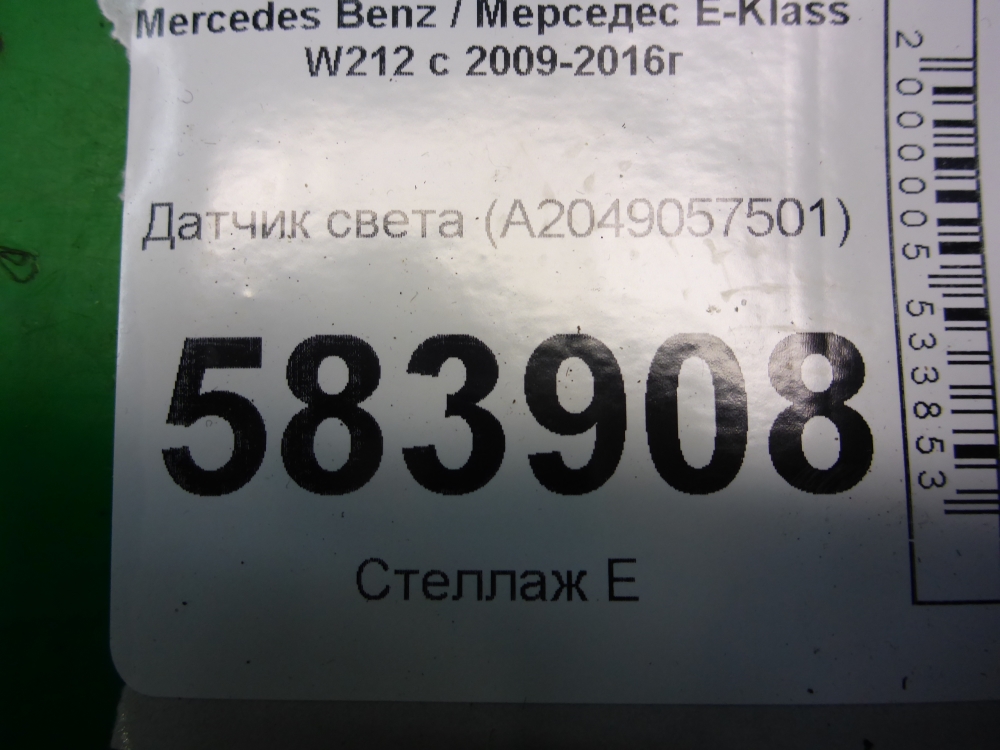 Mercedes Benz / Мерседес E-Klass
W212 с 2009-2016г
Датчик света (A2049057501)
583908
Стеллаж Е
2000005533853